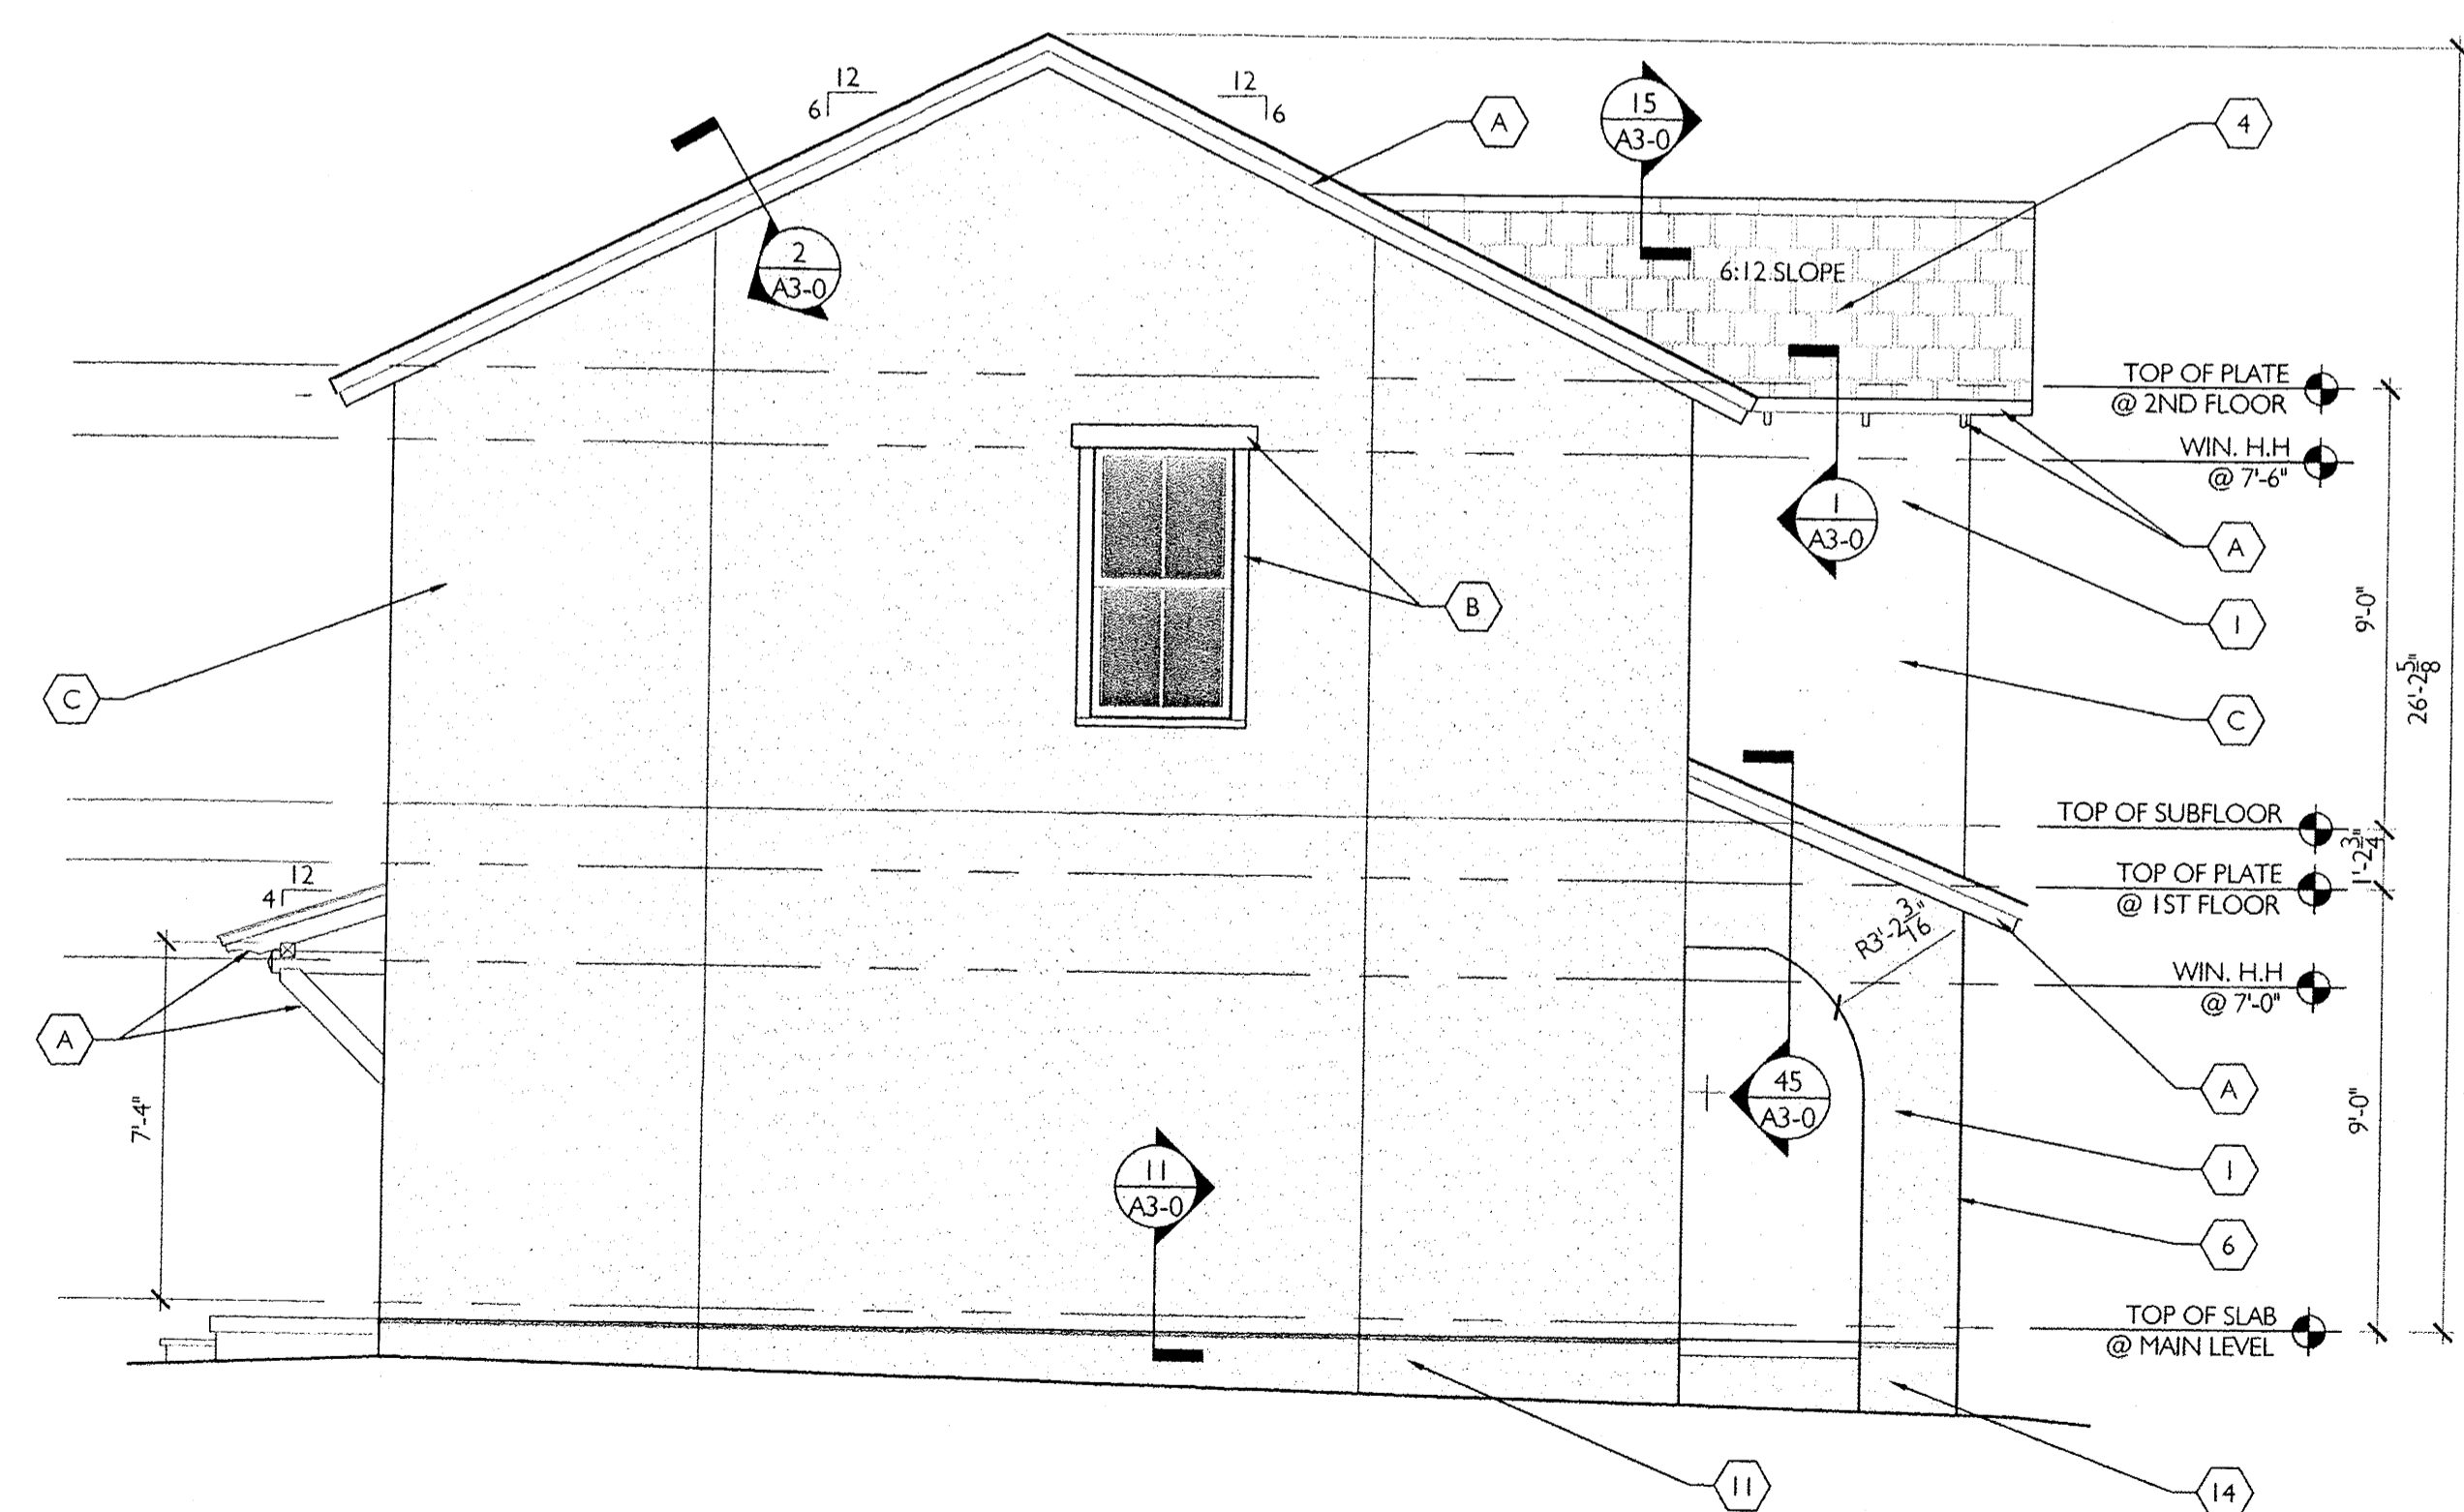 12
6
12
6
A
15
A3-0
4
2
A3-0
6:12 SLOPE
TOP OF PLATE
@ 2ND FLOOR
WIN. H.H
@ 7'-6"
1
A3-0
A
B
1
9'-0"
26'-2 5/8"
C
C
TOP OF SUBFLOOR
1'-2 3/4"
TOP OF PLATE
@ 1ST FLOOR
12
4
R3'-2 3/16"
WIN. H.H
@ 7'-0"
A
45
A3-0
A
7'-4"
9'-0"
11
A3-0
1
6
TOP OF SLAB
@ MAIN LEVEL
11
14